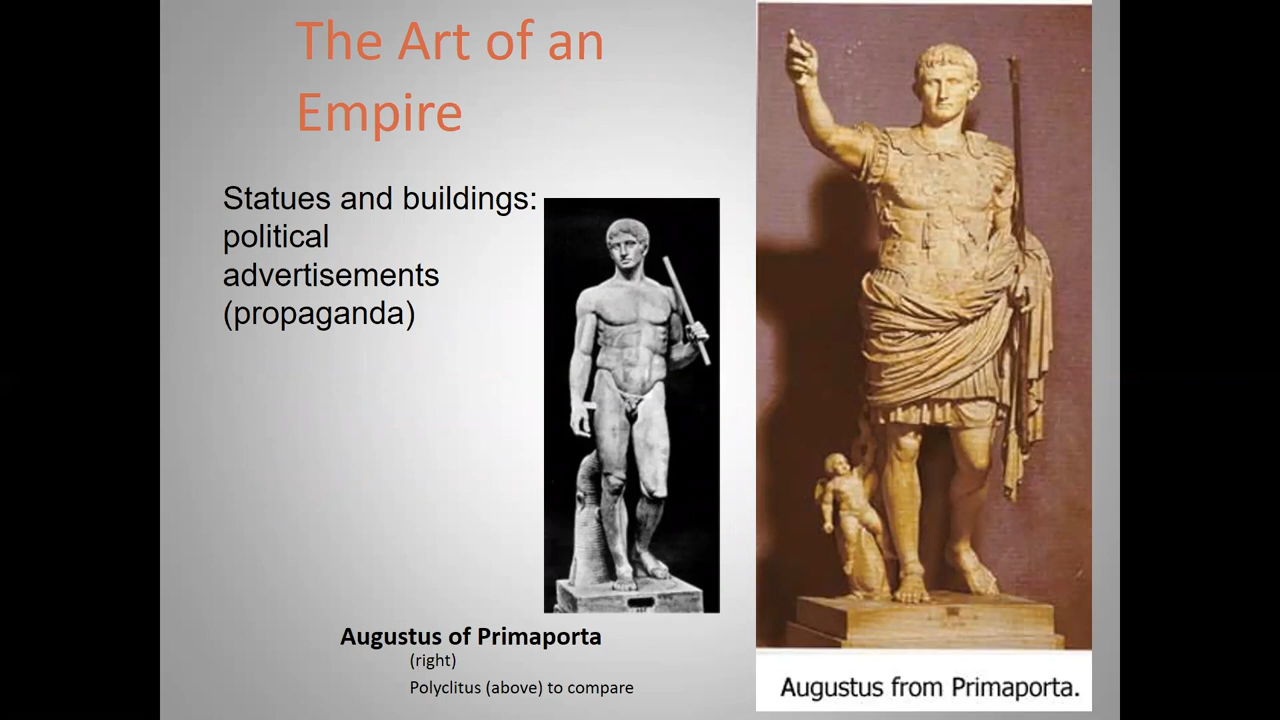 The Art of an
Empire
Statues and buildings:
political
advertisements
(propaganda)
Augustus of Primaporta
(right)
Polyclitus (above) to compare
Augustus from Primaporta.